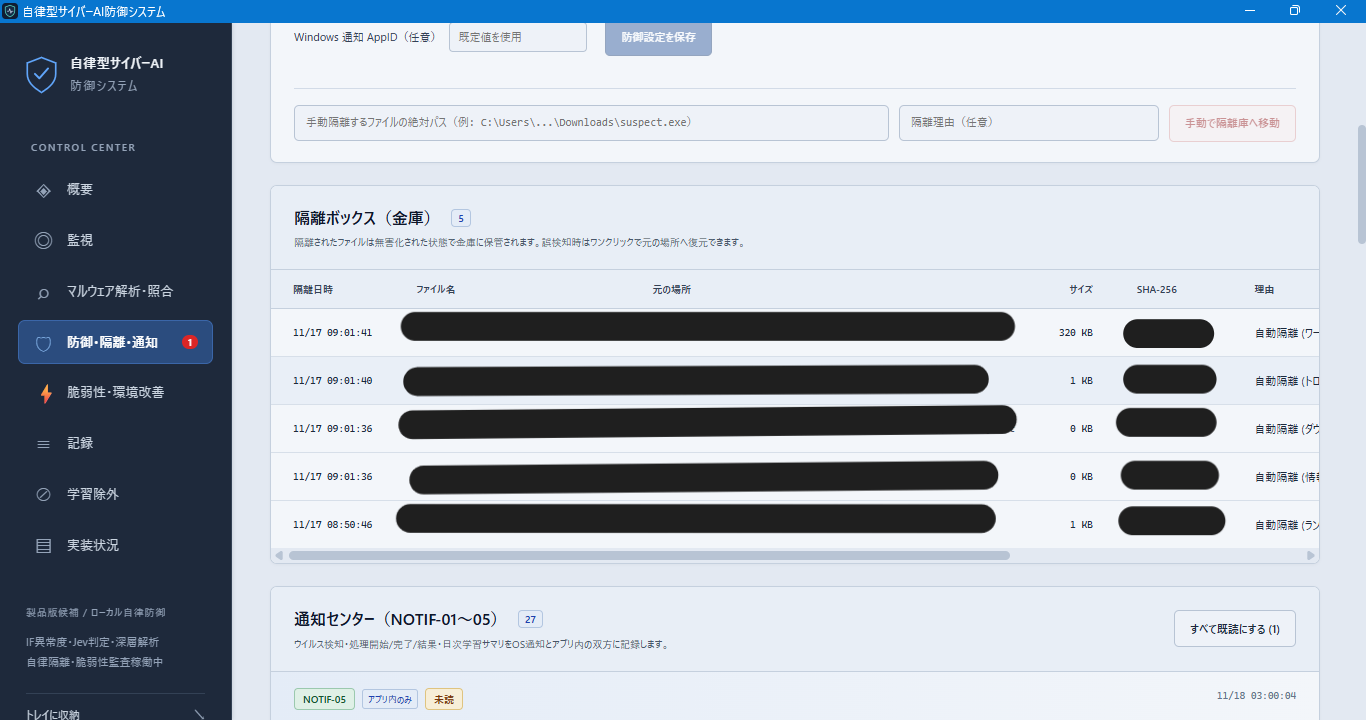 自律型サイバーAI防御システム
自律型サイバーAI
防御システム
CONTROL CENTER
概要
監視
マルウェア解析・照合
防御・隔離・通知 1
脆弱性・環境改善
記録
学習除外
実装状況
製品版候補 / ローカル自律防御
IF異常度・Jev判定・深層解析
自律隔離・脆弱性監査稼働中
トレイに収納
Windows 通知 AppID（任意） 既定値を使用 防御設定を保存
手動隔離するファイルの絶対パス（例: C:\Users\...\Downloads\suspect.exe） 隔離理由（任意） 手動で隔離庫へ移動
隔離ボックス（金庫） 5
隔離されたファイルは無害化された状態で金庫に保管されます。誤検知時はワンクリックで元の場所へ復元できます。
隔離日時 ファイル名 元の場所 サイズ SHA-256 理由
11/17 09:01:41 320 KB 自動隔離 (ワー
11/17 09:01:40 1 KB 自動隔離 (トロ
11/17 09:01:36 0 KB 自動隔離 (ダウ
11/17 09:01:36 0 KB 自動隔離 (情報
11/17 08:50:46 1 KB 自動隔離 (ラン
通知センター（NOTIF-01～05） 27
ウイルス検知・処理開始/完了/結果・日次学習サマリをOS通知とアプリ内の双方に記録します。
すべて既読にする (1)
NOTIF-05 アプリ内のみ 未読 11/18 03:00:04